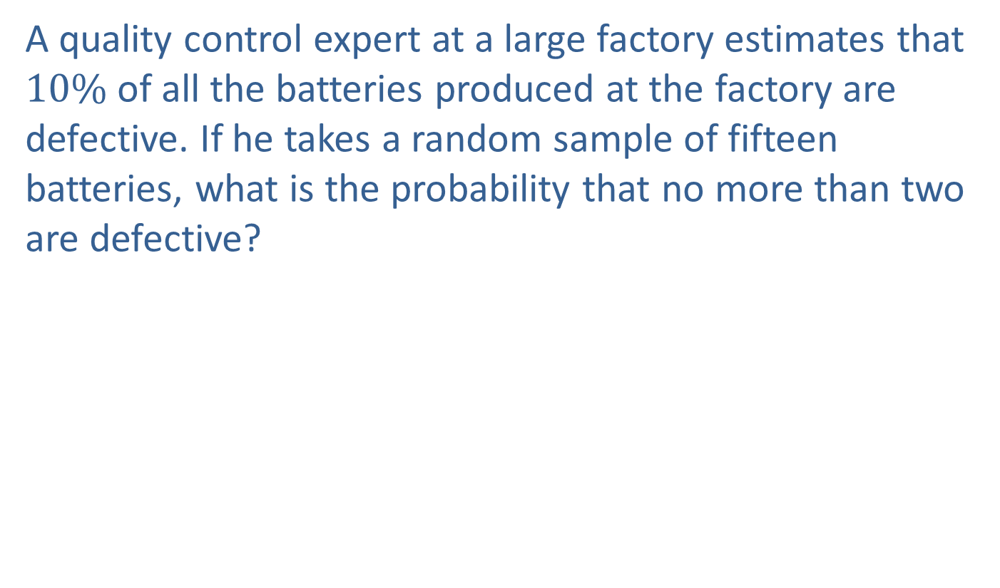 A quality control expert at a large factory estimates that
10% of all the batteries produced at the factory are
defective. If he takes a random sample of fifteen
batteries, what is the probability that no more than two
are defective?